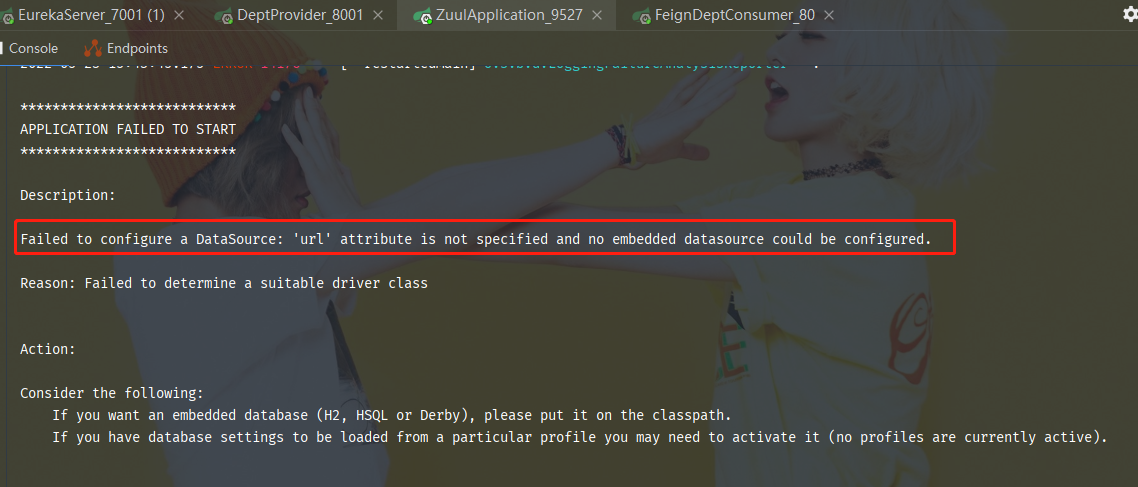 EurekaServer_7001 (1) ×
DeptProvider_8001 ×
ZuulApplication_9527 ×
FeignDeptConsumer_80 ×
Console
Endpoints
***************************
APPLICATION FAILED TO START
***************************
Description:
Failed to configure a DataSource: 'url' attribute is not specified and no embedded datasource could be configured.
Reason: Failed to determine a suitable driver class
Action:
Consider the following:
If you want an embedded database (H2, HSQL or Derby), please put it on the classpath.
If you have database settings to be loaded from a particular profile you may need to activate it (no profiles are currently active).